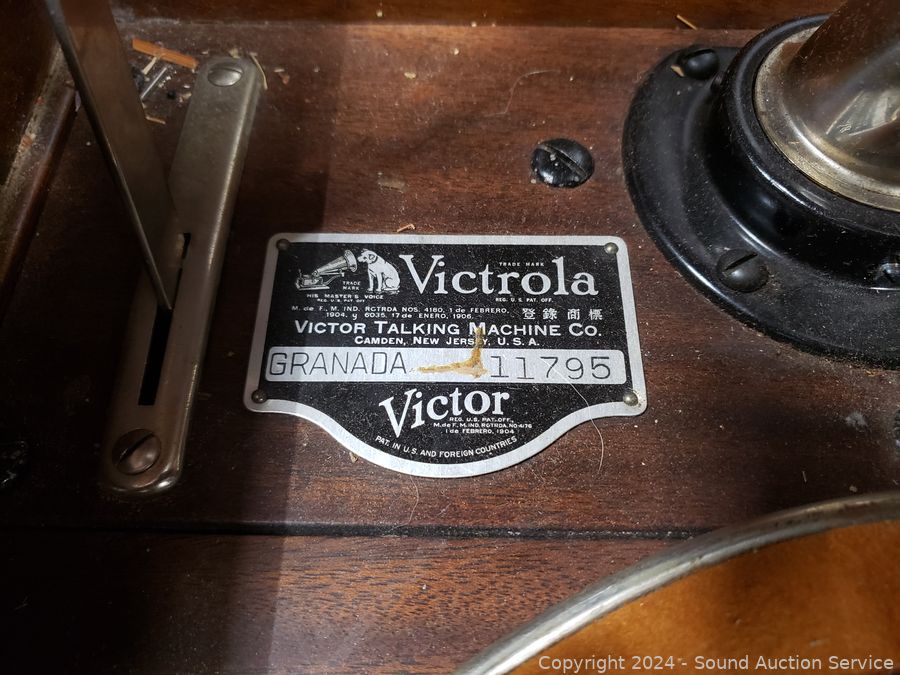 Victrola
TRADE MARK
REG. U.S. PAT. OFF.
TRADE MARK
HIS MASTER'S VOICE
REG. U.S. PAT. OFF
M. de F., M. IND. RGTRDA NOS. 4180, 1 de FEBRERO,
1904, y 6035, 17 de ENERO, 1906.
登錄商標
VICTOR TALKING MACHINE CO.
CAMDEN, NEW JERSEY, U. S. A.
GRANADA 11795
Victor
REG. U.S. PAT. OFF.,
M. de F., M. IND. RGTRDA. NO. 4176
1 de FEBRERO, 1904
PAT. IN U.S. AND FOREIGN COUNTRIES
Copyright © 2024 - Sound Auction Service